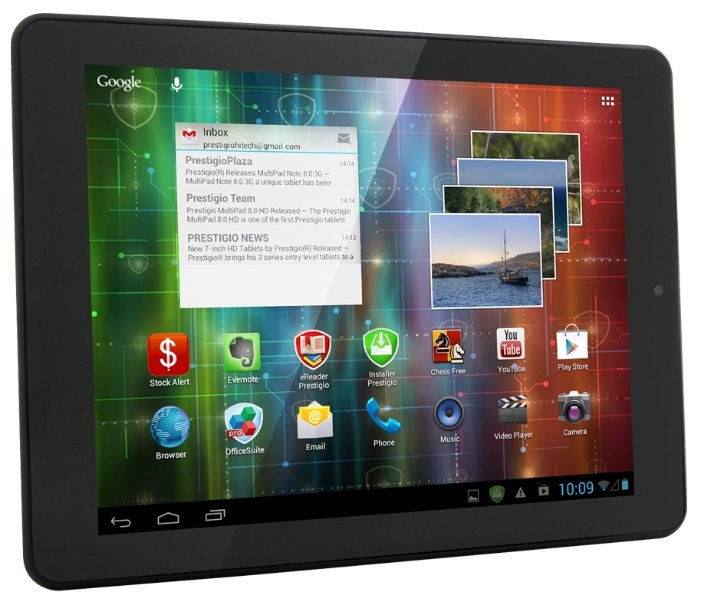 Google
Inbox
prestigiohitech@gmail.com
PrestigioPlaza 14:14
Prestigio(R) Releases MultiPad Note 8.0 3G —
MultiPad Note 8.0 3G a unique tablet has been
Prestigio Team 14:14
Prestigio MultiPad 8.0 HD Released — The Prestigio
MultiPad 8.0 HD is one of the first Prestigio tablets
PRESTIGIO NEWS 14:12
New 7-inch HD Tablets by Prestigio(R) Released —
Prestigio® brings his 3 series entry level tablets to a
$
You
Tube
Stock Alert
Evernote
eReader
Prestigio
Installer
Prestigio
Chess Free
YouTube
Play Store
pro
@
Browser
OfficeSuite
Email
Phone
Music
Video Player
Camera
10:09